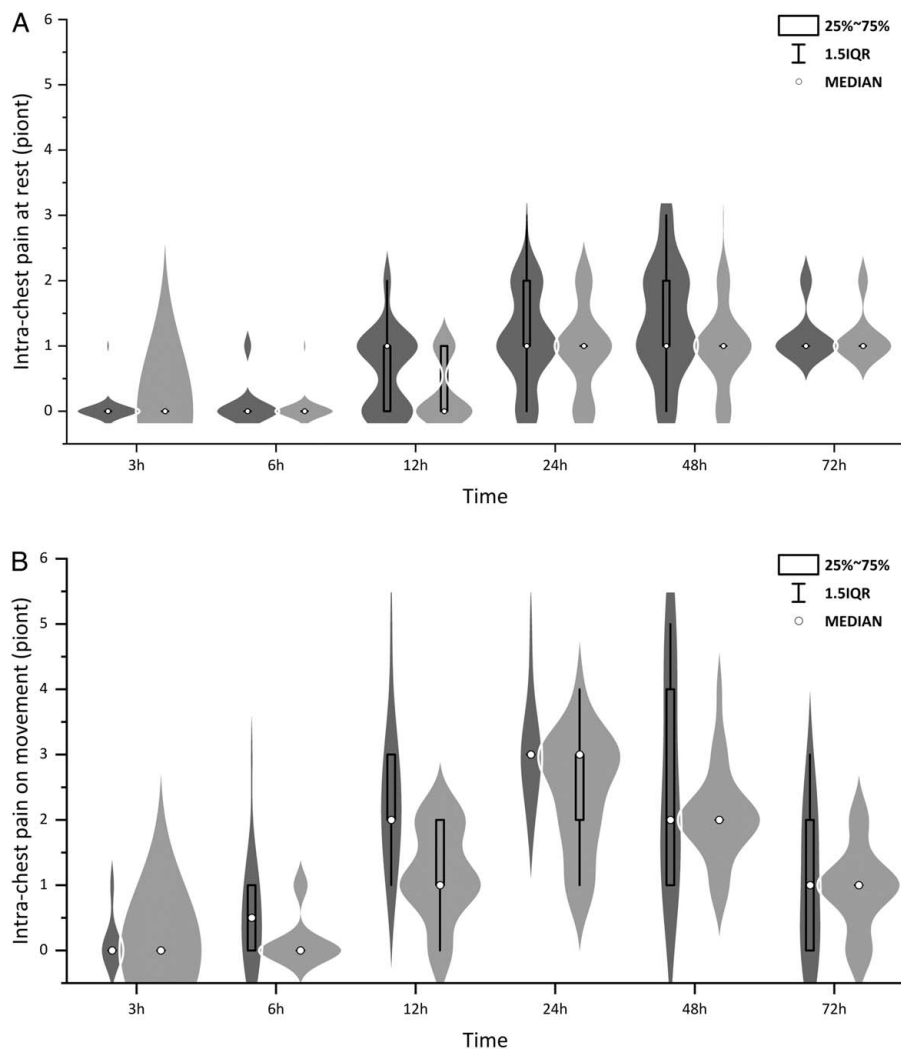 A
Intra-chest pain at rest (piont)
6
5
4
3
2
1
0
25%~75%
1.5IQR
MEDIAN
3h 6h 12h 24h 48h 72h
Time
B
Intra-chest pain on movement (piont)
6
5
4
3
2
1
0
25%~75%
1.5IQR
MEDIAN
3h 6h 12h 24h 48h 72h
Time